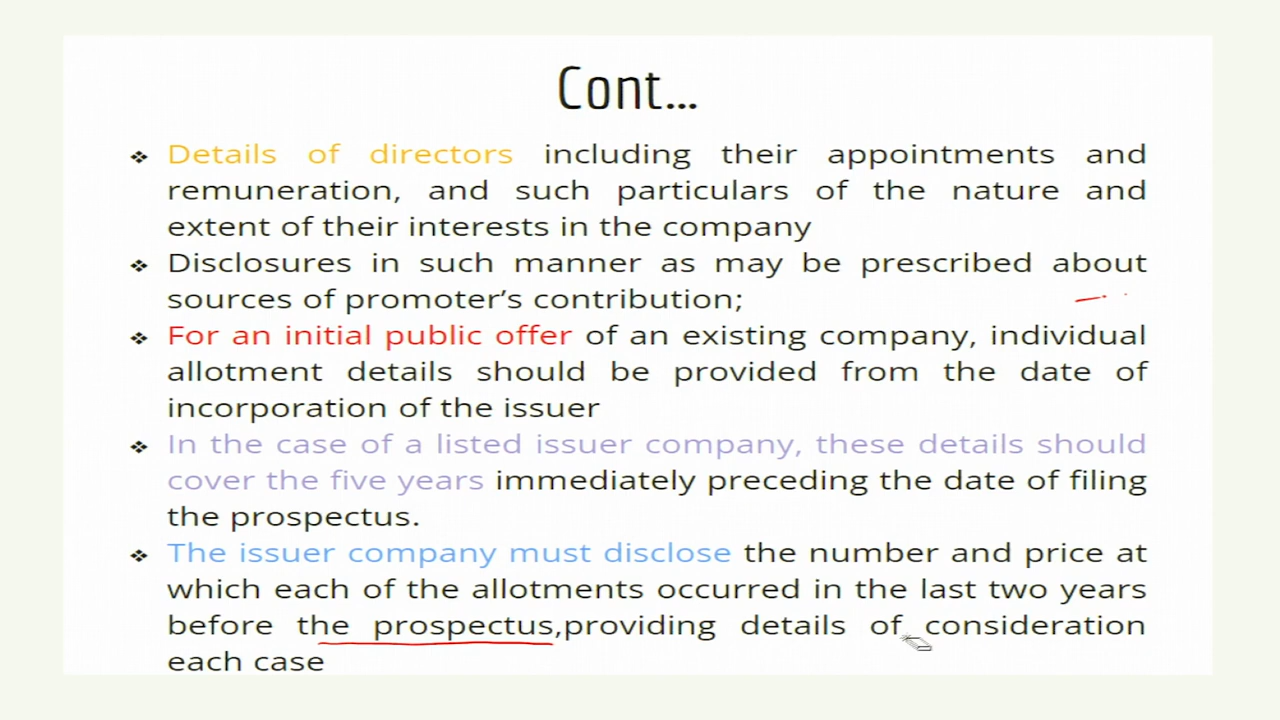 Cont...
❖ Details of directors including their appointments and
remuneration, and such particulars of the nature and
extent of their interests in the company
❖ Disclosures in such manner as may be prescribed about
sources of promoter’s contribution;
❖ For an initial public offer of an existing company, individual
allotment details should be provided from the date of
incorporation of the issuer
❖ In the case of a listed issuer company, these details should
cover the five years immediately preceding the date of filing
the prospectus.
❖ The issuer company must disclose the number and price at
which each of the allotments occurred in the last two years
before the prospectus,providing details of consideration
each case